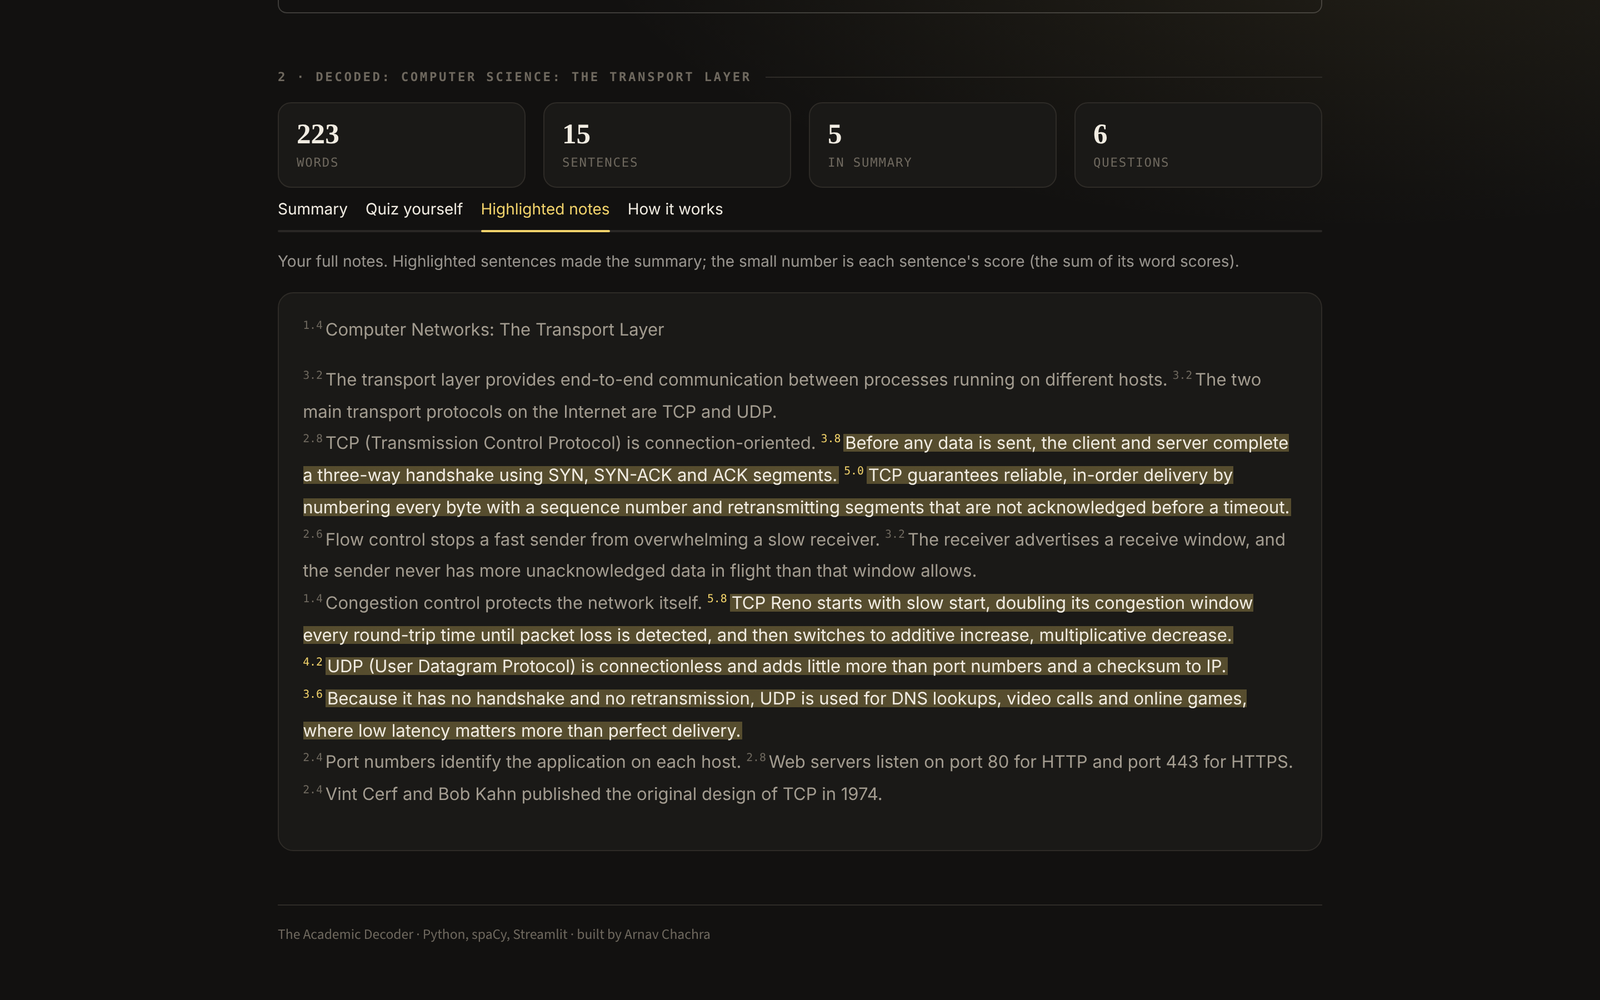 2 · DECODED: COMPUTER SCIENCE: THE TRANSPORT LAYER
223
WORDS
15
SENTENCES
5
IN SUMMARY
6
QUESTIONS
Summary Quiz yourself Highlighted notes How it works
Your full notes. Highlighted sentences made the summary; the small number is each sentence's score (the sum of its word scores).
1.4 Computer Networks: The Transport Layer
3.2 The transport layer provides end-to-end communication between processes running on different hosts. 3.2 The two
main transport protocols on the Internet are TCP and UDP.
2.8 TCP (Transmission Control Protocol) is connection-oriented. 3.8 Before any data is sent, the client and server complete
a three-way handshake using SYN, SYN-ACK and ACK segments. 5.0 TCP guarantees reliable, in-order delivery by
numbering every byte with a sequence number and retransmitting segments that are not acknowledged before a timeout.
2.6 Flow control stops a fast sender from overwhelming a slow receiver. 3.2 The receiver advertises a receive window, and
the sender never has more unacknowledged data in flight than that window allows.
1.4 Congestion control protects the network itself. 5.8 TCP Reno starts with slow start, doubling its congestion window
every round-trip time until packet loss is detected, and then switches to additive increase, multiplicative decrease.
4.2 UDP (User Datagram Protocol) is connectionless and adds little more than port numbers and a checksum to IP.
3.6 Because it has no handshake and no retransmission, UDP is used for DNS lookups, video calls and online games,
where low latency matters more than perfect delivery.
2.4 Port numbers identify the application on each host. 2.8 Web servers listen on port 80 for HTTP and port 443 for HTTPS.
2.4 Vint Cerf and Bob Kahn published the original design of TCP in 1974.
The Academic Decoder · Python, spaCy, Streamlit · built by Arnav Chachra